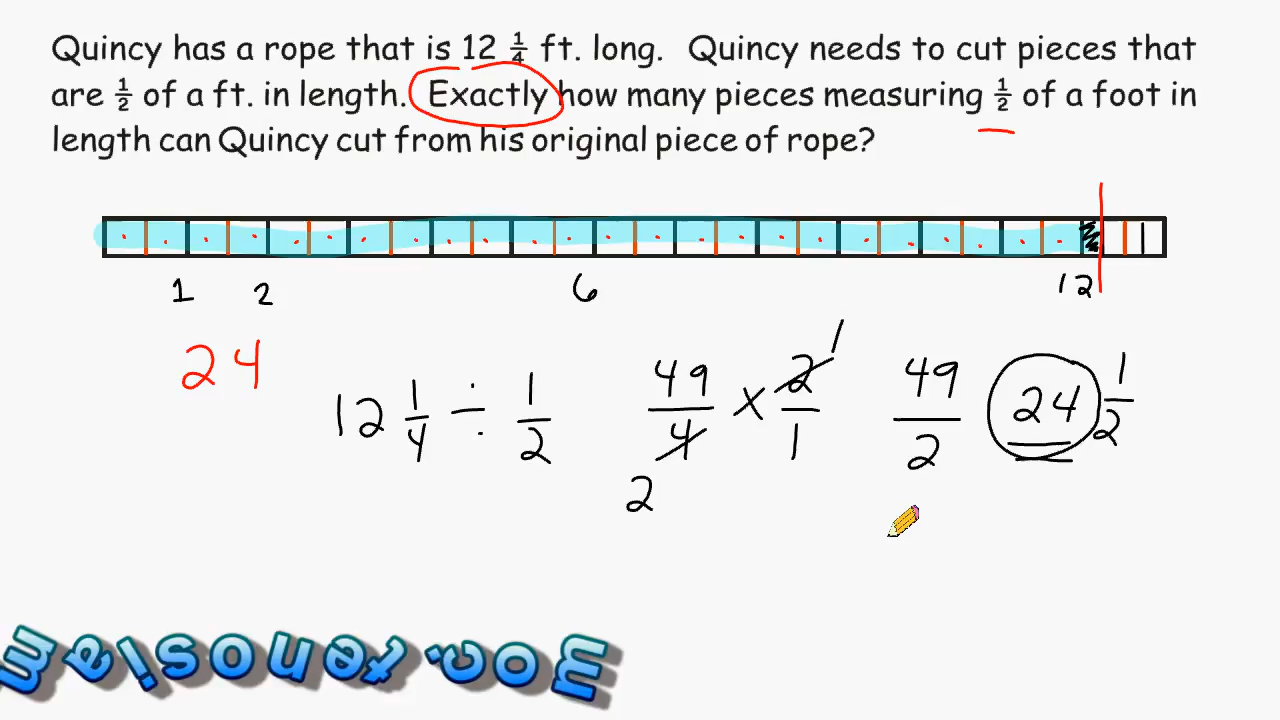 Quincy has a rope that is 12 1/4 ft. long. Quincy needs to cut pieces that
are 1/2 of a ft. in length. Exactly how many pieces measuring 1/2 of a foot in
length can Quincy cut from his original piece of rope?
1 2 6 12
24
12 1/4 ÷ 1/2 49/4 × 2/1 49/2 24 1/2
1
2
maisonet.com